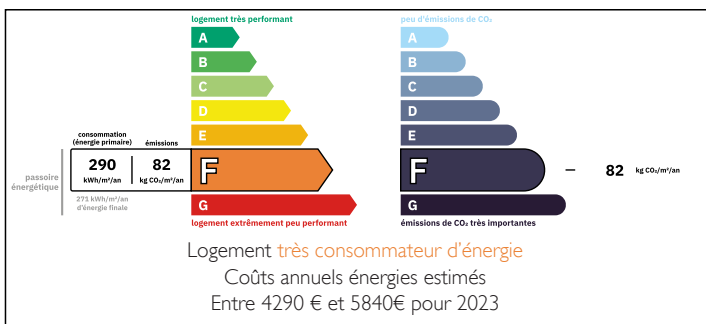 logement très performant
A
B
C
D
E
consommation
(énergie primaire)
émissions
290
82
kWh/m²/an
kg CO₂/m²/an
F
passoire
énergétique
271 kWh/m²/an
d'énergie finale
G
logement extrêmement peu performant
peu d'émissions de CO₂
A
B
C
D
E
F
82 kg CO₂/m²/an
G
émissions de CO₂ très importantes
Logement très consommateur d'énergie
Coûts annuels énergies estimés
Entre 4290 € et 5840€ pour 2023